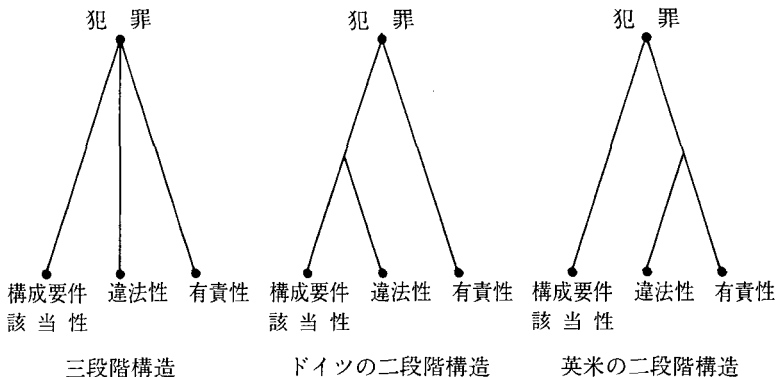 犯 罪
犯 罪
犯 罪
構成要件
該 当 性
違法性
有責性
構成要件
該 当 性
違法性
有責性
構成要件
該 当 性
違法性
有責性
三段階構造
ドイツの二段階構造
英米の二段階構造